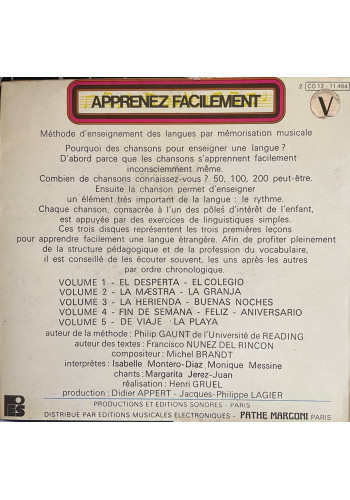 2 CO 12 - 11.464
APPRENEZ FACILEMENT
V
Méthode d'enseignement des langues par mémorisation musicale
Pourquoi des chansons pour enseigner une langue ?
D'abord parce que les chansons s'apprennent facilement
inconsciemment même.
Combien de chansons connaissez-vous ? 50, 100, 200 peut-être.
Ensuite la chanson permet d'enseigner
un élément très important de la langue : le rythme.
Chaque chanson, consacrée à l'un des pôles d'intérêt de l'enfant,
est appuyée sur des exercices de linguistiques simples.
Ces trois disques représentent les trois premières leçons
pour apprendre facilement une langue étrangère. Afin de profiter pleinement
de la structure pédagogique et de la profession du vocabulaire,
il est conseillé de les écouter souvent, les uns après les autres
par ordre chronologique.
VOLUME 1 - EL DESPERTA - EL COLEGIO
VOLUME 2 - LA MÆSTRA - LA GRANJA
VOLUME 3 - LA HERIENDA - BUENAS NOCHES
VOLUME 4 - FIN DE SEMANA - FELIZ - ANIVERSARIO
VOLUME 5 - DE VIAJE - LA PLAYA
auteur de la méthode : Philip GAUNT de l'Université de READING
auteur des textes : Francisco NUNEZ DEL RINCON
compositeur : Michel BRANDT
interprètes : Isabelle Montero-Diaz, Monique Messine
chants : Margarita Jerez-Juan
réalisation : Henri GRUEL
production : Didier APPERT - Jacques-Philippe LAGIER
PRODUCTIONS ET EDITIONS SONORES - PARIS
PES
DISTRIBUE PAR EDITIONS MUSICALES ELECTRONIQUES - PATHE MARCONI PARIS